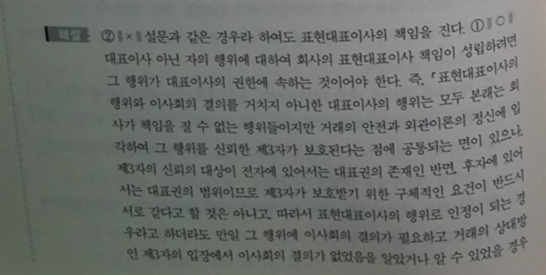 해설 ② ‖×‖ 설문과 같은 경우라 하여도 표현대표이사의 책임을 진다. ① ‖○‖
대표이사 아닌 자의 행위에 대하여 회사의 표현대표이사 책임이 성립하려면
그 행위가 대표이사의 권한에 속하는 것이어야 한다. 즉, 「표현대표이사의
행위와 이사회의 결의를 거치지 아니한 대표이사의 행위는 모두 본래는 회
사가 책임을 질 수 없는 행위들이지만 거래의 안전과 외관이론의 정신에 입
각하여 그 행위를 신뢰한 제3자가 보호된다는 점에 공통되는 면이 있으나,
제3자의 신뢰의 대상이 전자에 있어서는 대표권의 존재인 반면, 후자에 있어
서는 대표권의 범위이므로 제3자가 보호받기 위한 구체적인 요건이 반드시
서로 같다고 할 것은 아니고, 따라서 표현대표이사의 행위로 인정이 되는 경
우라고 하더라도 만일 그 행위에 이사회의 결의가 필요하고 거래의 상대방
인 제3자의 입장에서 이사회의 결의가 없었음을 알았거나 알 수 있었을 경우